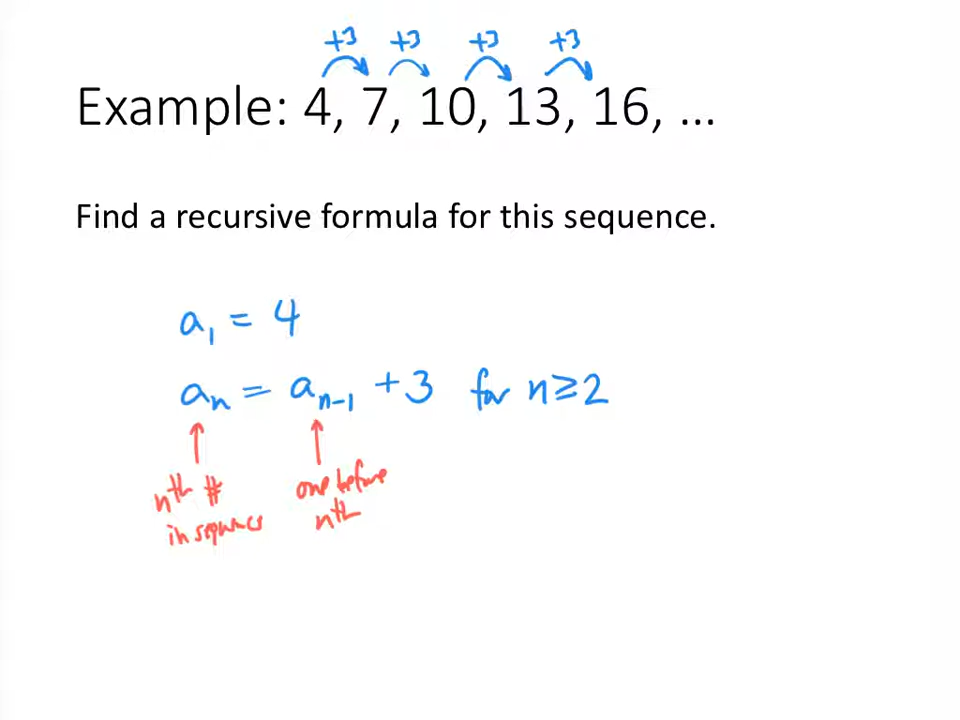 +3 +3 +3 +3
Example: 4, 7, 10, 13, 16, …
Find a recursive formula for this sequence.
a₁ = 4
aₙ = aₙ₋₁ + 3 for n ≥ 2
nth #
in sequence
one before
nth